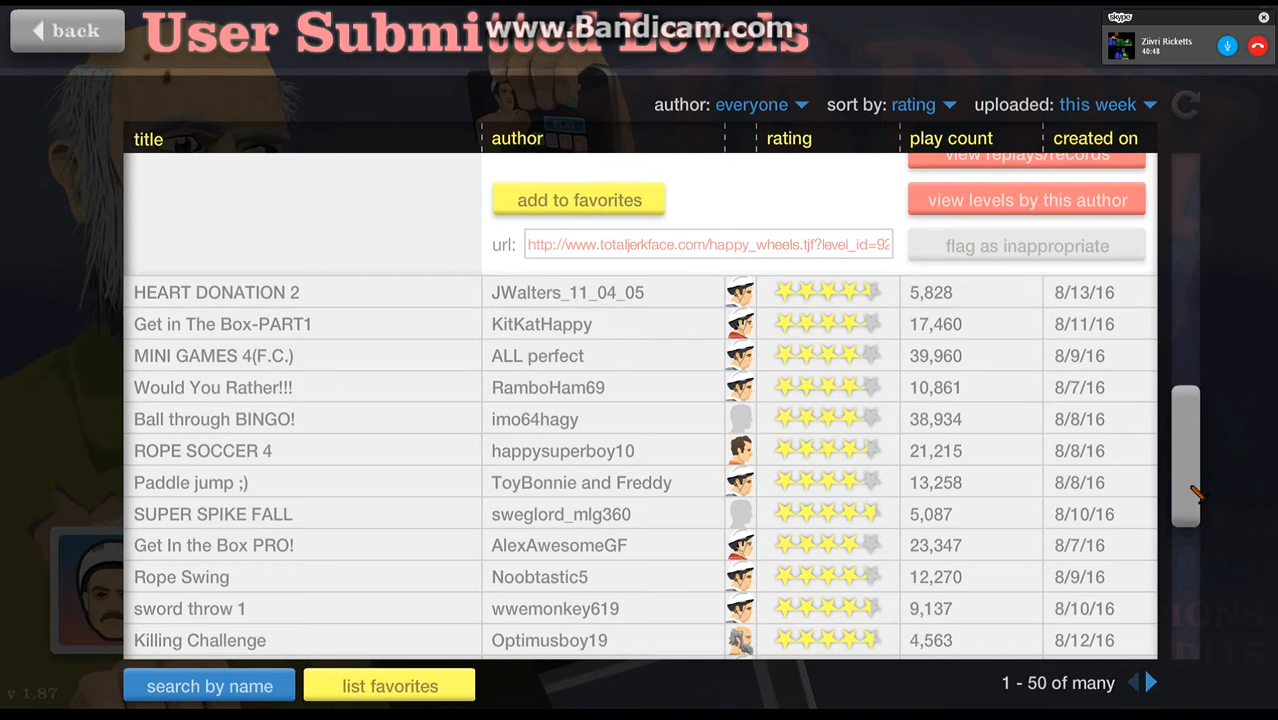 back
User Submitted Levels
www.Bandicam.com
skype
Ziivri Ricketts
40:48
author: everyone sort by: rating uploaded: this week
title author rating play count created on
view replays/records
add to favorites view levels by this author
url: http://www.totaljerkface.com/happy_wheels.tjf?level_id=92 flag as inappropriate
HEART DONATION 2 JWalters_11_04_05 5,828 8/13/16
Get in The Box-PART1 KitKatHappy 17,460 8/11/16
MINI GAMES 4(F.C.) ALL perfect 39,960 8/9/16
Would You Rather!!! RamboHam69 10,861 8/7/16
Ball through BINGO! imo64hagy 38,934 8/8/16
ROPE SOCCER 4 happysuperboy10 21,215 8/8/16
Paddle jump ;) ToyBonnie and Freddy 13,258 8/8/16
SUPER SPIKE FALL sweglord_mlg360 5,087 8/10/16
Get In the Box PRO! AlexAwesomeGF 23,347 8/7/16
Rope Swing Noobtastic5 12,270 8/9/16
sword throw 1 wwemonkey619 9,137 8/10/16
Killing Challenge Optimusboy19 4,563 8/12/16
search by name list favorites 1 - 50 of many
v 1.87